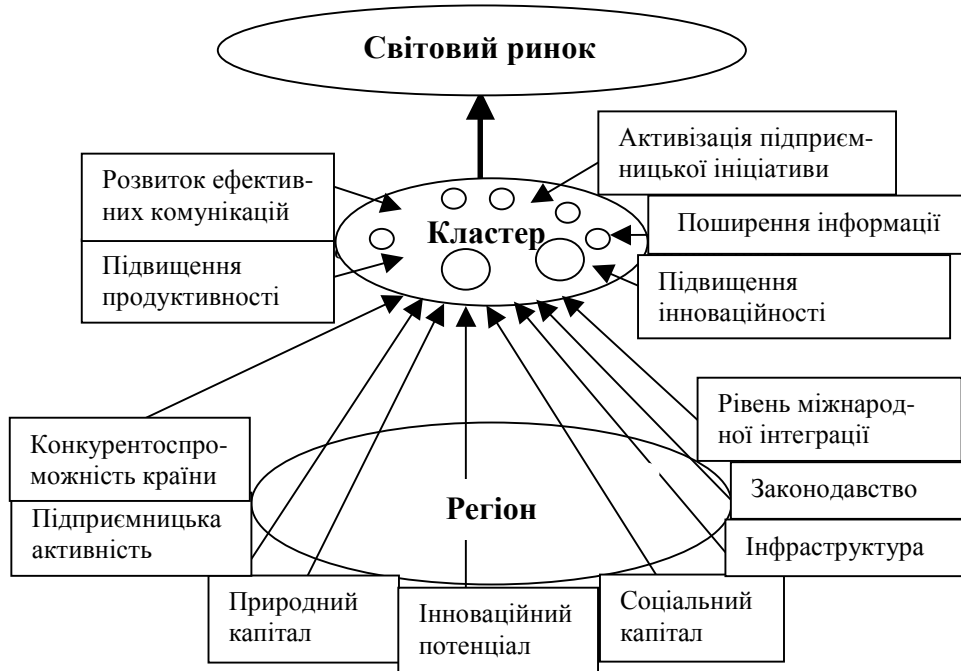 Світовий ринок
Активізація підприєм-
ницької ініціативи
Розвиток ефектив-
них комунікацій
Поширення інформації
Кластер
Підвищення
продуктивності
Підвищення
інноваційності
Рівень міжнарод-
ної інтеграції
Конкурентоспро-
можність країни
Законодавство
Регіон
Підприємницька
активність
Інфраструктура
Природний
капітал
Інноваційний
потенціал
Соціальний
капітал